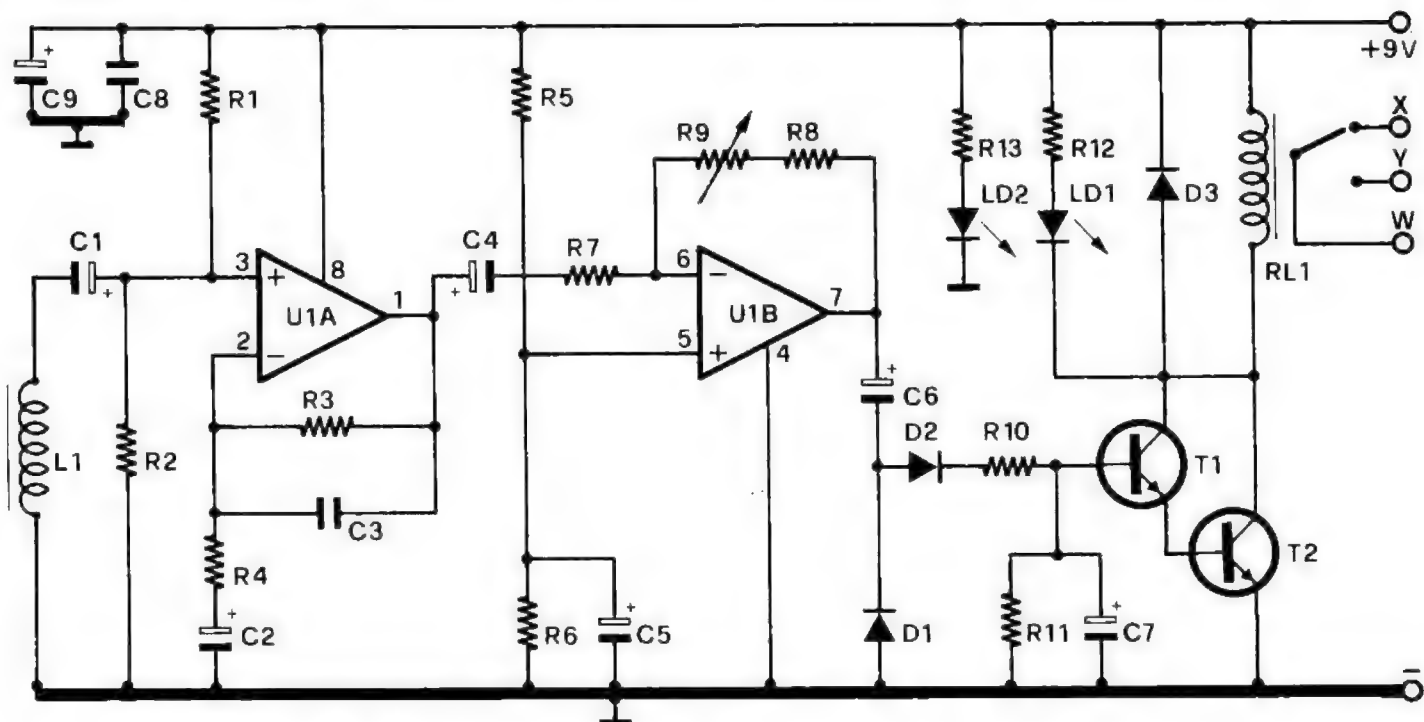 +9V
C9
C8
R1
R5
R9
R8
R13
R12
D3
X
Y
W
LD2
LD1
RL1
C1
+
3
+
8
U1A
1
2
−
C4
+
R7
6
−
U1B
7
5
+
4
+
C6
L1
R2
R3
C3
R4
+
C2
R6
+
C5
D2
R10
T1
T2
D1
R11
+
C7
−
+